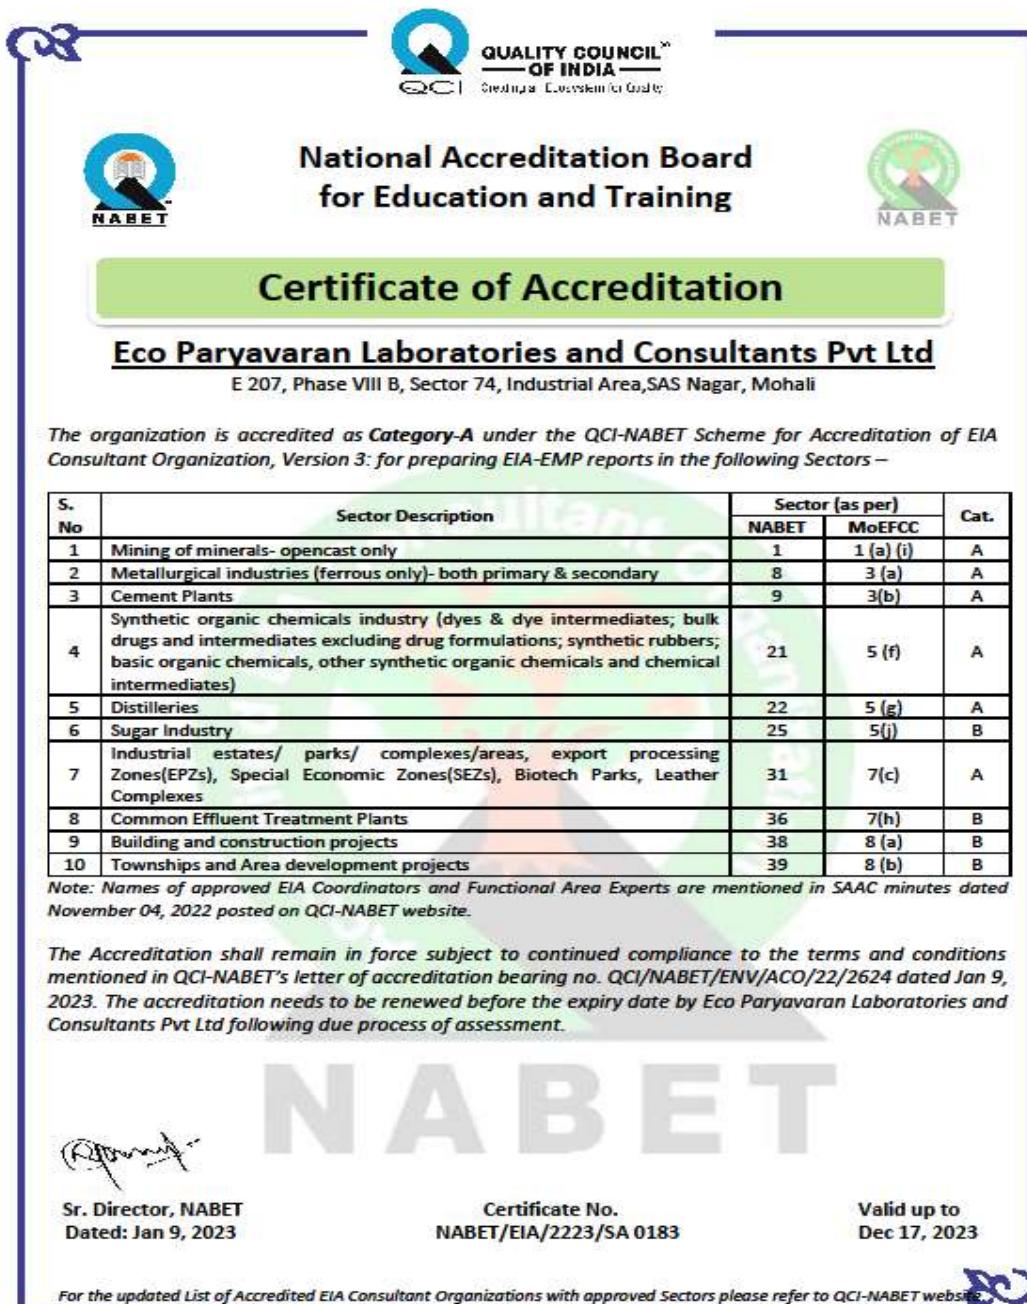 QUALITY COUNCIL
OF INDIA
QCI
Creating an Ecosystem for Quality
National Accreditation Board
for Education and Training
NABET
NABET
Certificate of Accreditation
Eco Paryavaran Laboratories and Consultants Pvt Ltd
E 207, Phase VIII B, Sector 74, Industrial Area,SAS Nagar, Mohali
The organization is accredited as Category-A under the QCI-NABET Scheme for Accreditation of EIA
Consultant Organization, Version 3: for preparing EIA-EMP reports in the following Sectors –
S. No Sector Description Sector (as per) Cat.
NABET MoEFCC
1 Mining of minerals- opencast only 1 1 (a) (i) A
2 Metallurgical industries (ferrous only)- both primary & secondary 8 3 (a) A
3 Cement Plants 9 3(b) A
4 Synthetic organic chemicals industry (dyes & dye intermediates; bulk
drugs and intermediates excluding drug formulations; synthetic rubbers;
basic organic chemicals, other synthetic organic chemicals and chemical
intermediates) 21 5 (f) A
5 Distilleries 22 5 (g) A
6 Sugar Industry 25 5(j) B
7 Industrial estates/ parks/ complexes/areas, export processing
Zones(EPZs), Special Economic Zones(SEZs), Biotech Parks, Leather
Complexes 31 7(c) A
8 Common Effluent Treatment Plants 36 7(h) B
9 Building and construction projects 38 8 (a) B
10 Townships and Area development projects 39 8 (b) B
Note: Names of approved EIA Coordinators and Functional Area Experts are mentioned in SAAC minutes dated
November 04, 2022 posted on QCI-NABET website.
The Accreditation shall remain in force subject to continued compliance to the terms and conditions
mentioned in QCI-NABET's letter of accreditation bearing no. QCI/NABET/ENV/ACO/22/2624 dated Jan 9,
2023. The accreditation needs to be renewed before the expiry date by Eco Paryavaran Laboratories and
Consultants Pvt Ltd following due process of assessment.
NABET
Sr. Director, NABET
Dated: Jan 9, 2023
Certificate No.
NABET/EIA/2223/SA 0183
Valid up to
Dec 17, 2023
For the updated List of Accredited EIA Consultant Organizations with approved Sectors please refer to QCI-NABET website.